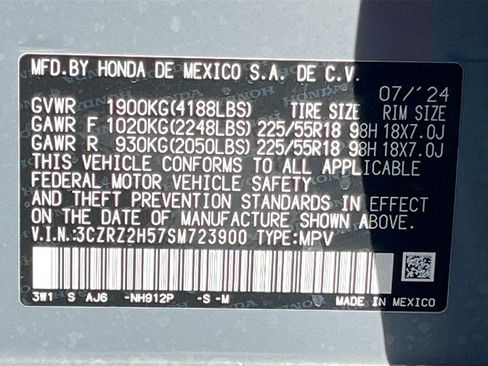 MFD.BY HONDA DE MEXICO S.A. DE C.V.
07/'24
GVWR 1900KG(4188LBS) TIRE SIZE RIM SIZE
GAWR F 1020KG(2248LBS) 225/55R18 98H 18X7.0J
GAWR R 930KG(2050LBS) 225/55R18 98H 18X7.0J
THIS VEHICLE CONFORMS TO ALL APPLICABLE
FEDERAL MOTOR VEHICLE SAFETY
AND THEFT PREVENTION STANDARDS IN EFFECT
ON THE DATE OF MANUFACTURE SHOWN ABOVE.
V.I.N.:3CZRZ2H57SM723900 TYPE:MPV
3W1 S AJ6 -NH912P -S -M MADE IN MEXICO